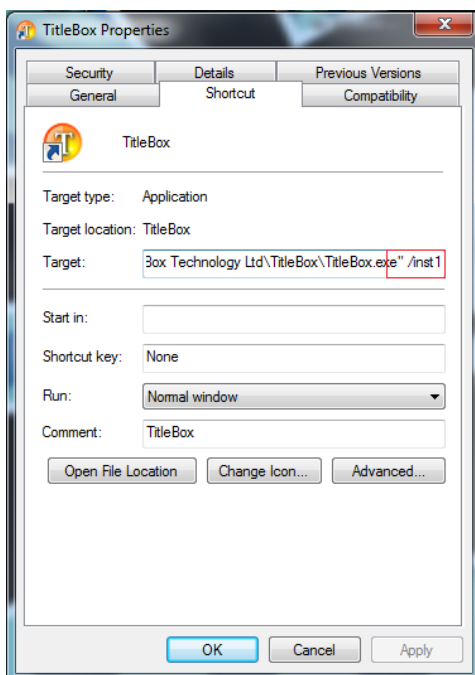 TitleBox Properties
Security Details Previous Versions
General Shortcut Compatibility
TitleBox
Target type: Application
Target location: TitleBox
Target: Box Technology Ltd\TitleBox\TitleBox.exe" /inst1
Start in:
Shortcut key: None
Run: Normal window
Comment: TitleBox
Open File Location Change Icon... Advanced...
OK Cancel Apply